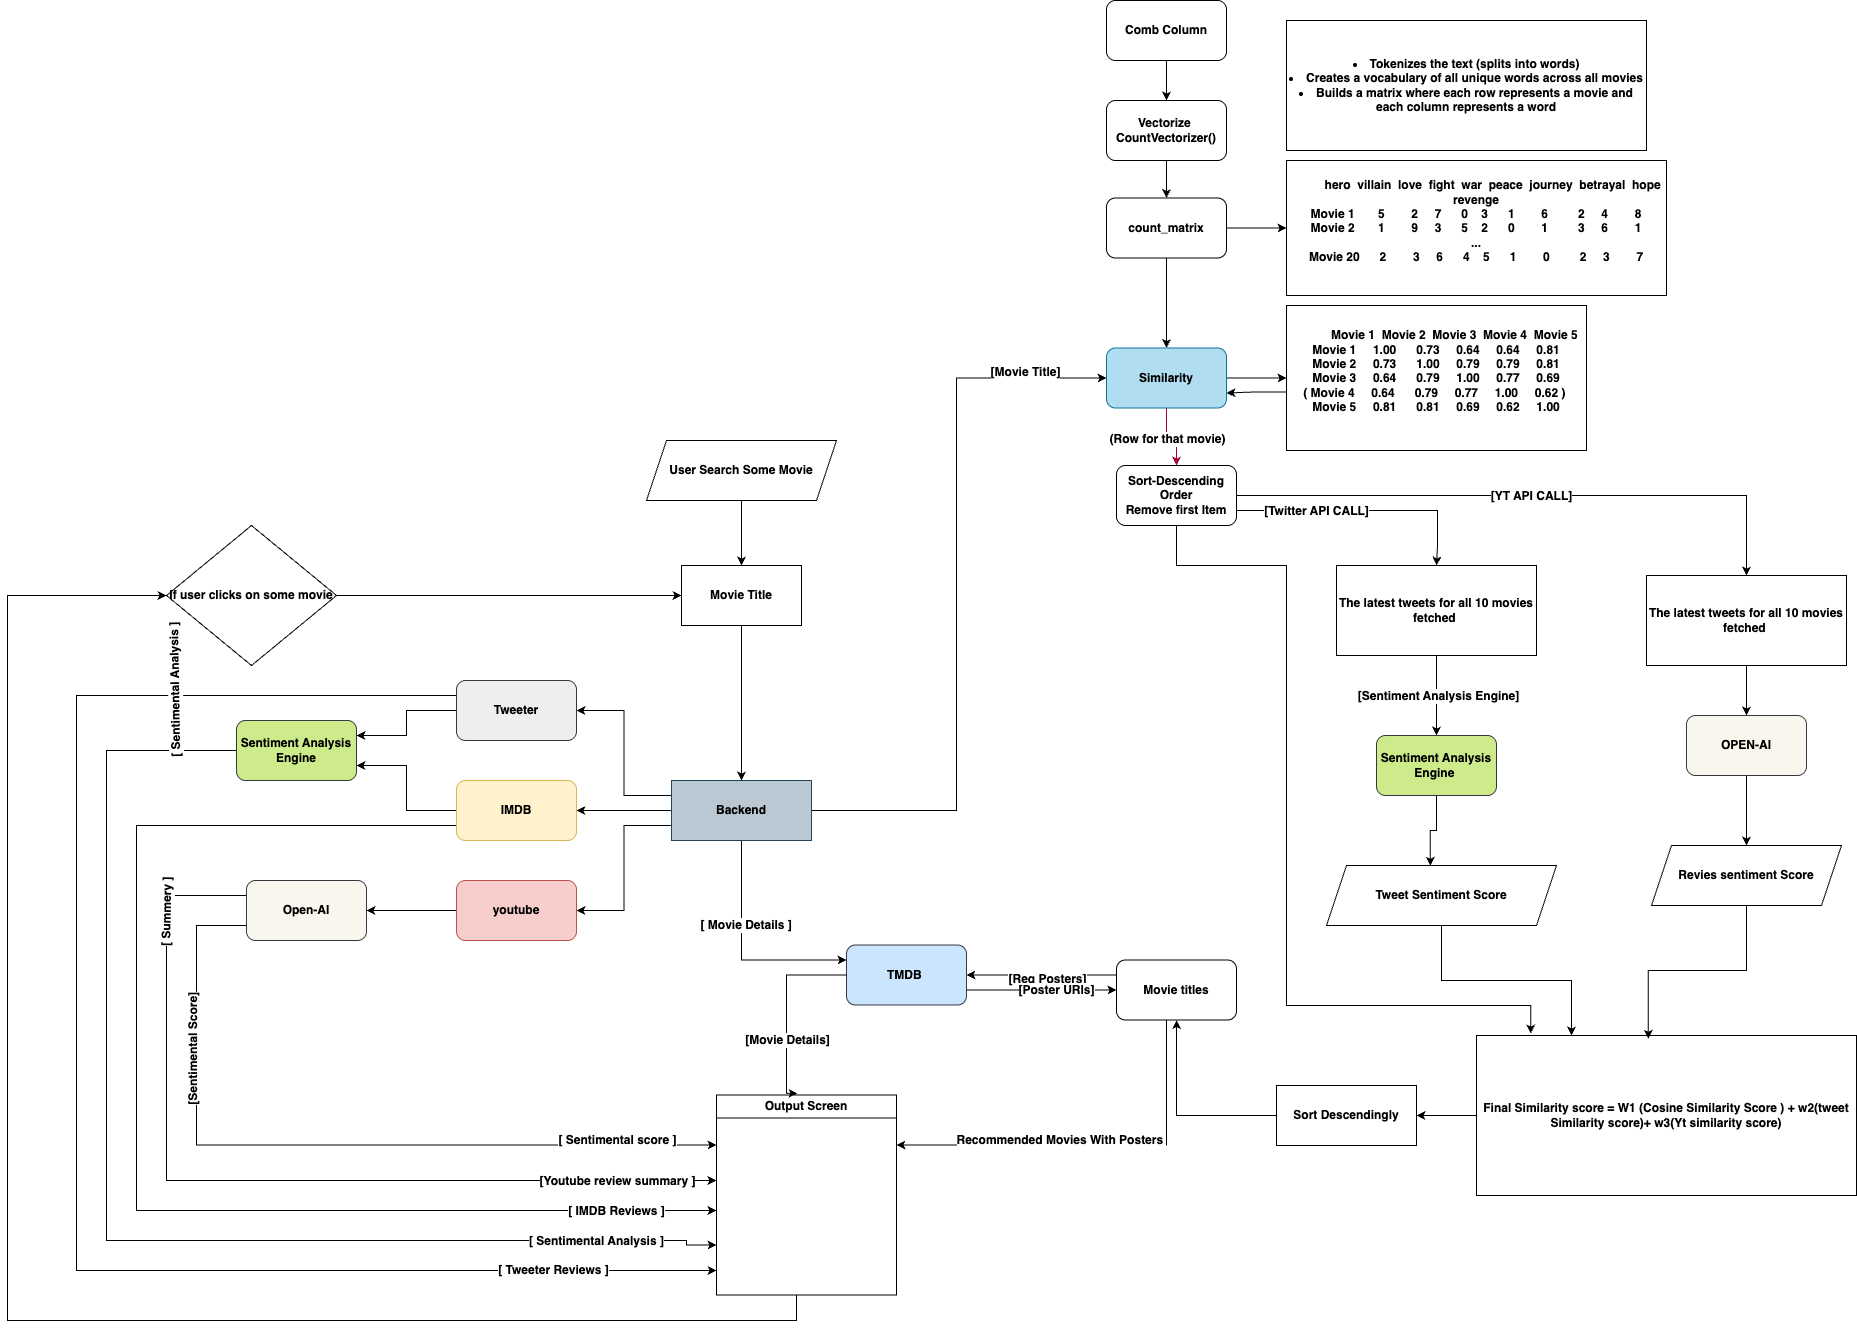 Comb Column
• Tokenizes the text (splits into words)
• Creates a vocabulary of all unique words across all movies
• Builds a matrix where each row represents a movie and
each column represents a word
Vectorize
CountVectorizer()
hero villain love fight war peace journey betrayal hope
revenge
Movie 1 5 2 7 0 3 1 6 2 4 8
Movie 2 1 9 3 5 2 0 1 3 6 1
...
Movie 20 2 3 6 4 5 1 0 2 3 7
count_matrix
Movie 1 Movie 2 Movie 3 Movie 4 Movie 5
Movie 1 1.00 0.73 0.64 0.64 0.81
Movie 2 0.73 1.00 0.79 0.79 0.81
Movie 3 0.64 0.79 1.00 0.77 0.69
( Movie 4 0.64 0.79 0.77 1.00 0.62 )
Movie 5 0.81 0.81 0.69 0.62 1.00
[Movie Title]
Similarity
(Row for that movie)
User Search Some Movie
Sort-Descending
Order
Remove first Item
[YT API CALL]
[Twitter API CALL]
If user clicks on some movie
Movie Title
The latest tweets for all 10 movies
fetched
The latest tweets for all 10 movies
fetched
[ Sentimental Analysis ]
[Sentiment Analysis Engine]
Tweeter
Sentiment Analysis
Engine
Sentiment Analysis
Engine
OPEN-AI
IMDB
Backend
[ Summery ]
Open-AI
youtube
[ Movie Details ]
Tweet Sentiment Score
Revies sentiment Score
TMDB
[Req Posters]
[Poster URIs]
Movie titles
[Sentimental Score]
[Movie Details]
Output Screen
Final Similarity score = W1 (Cosine Similarity Score ) + w2(tweet
Similarity score)+ w3(Yt similarity score)
Sort Descendingly
[ Sentimental score ]
Recommended Movies With Posters
[Youtube review summary ]
[ IMDB Reviews ]
[ Sentimental Analysis ]
[ Tweeter Reviews ]